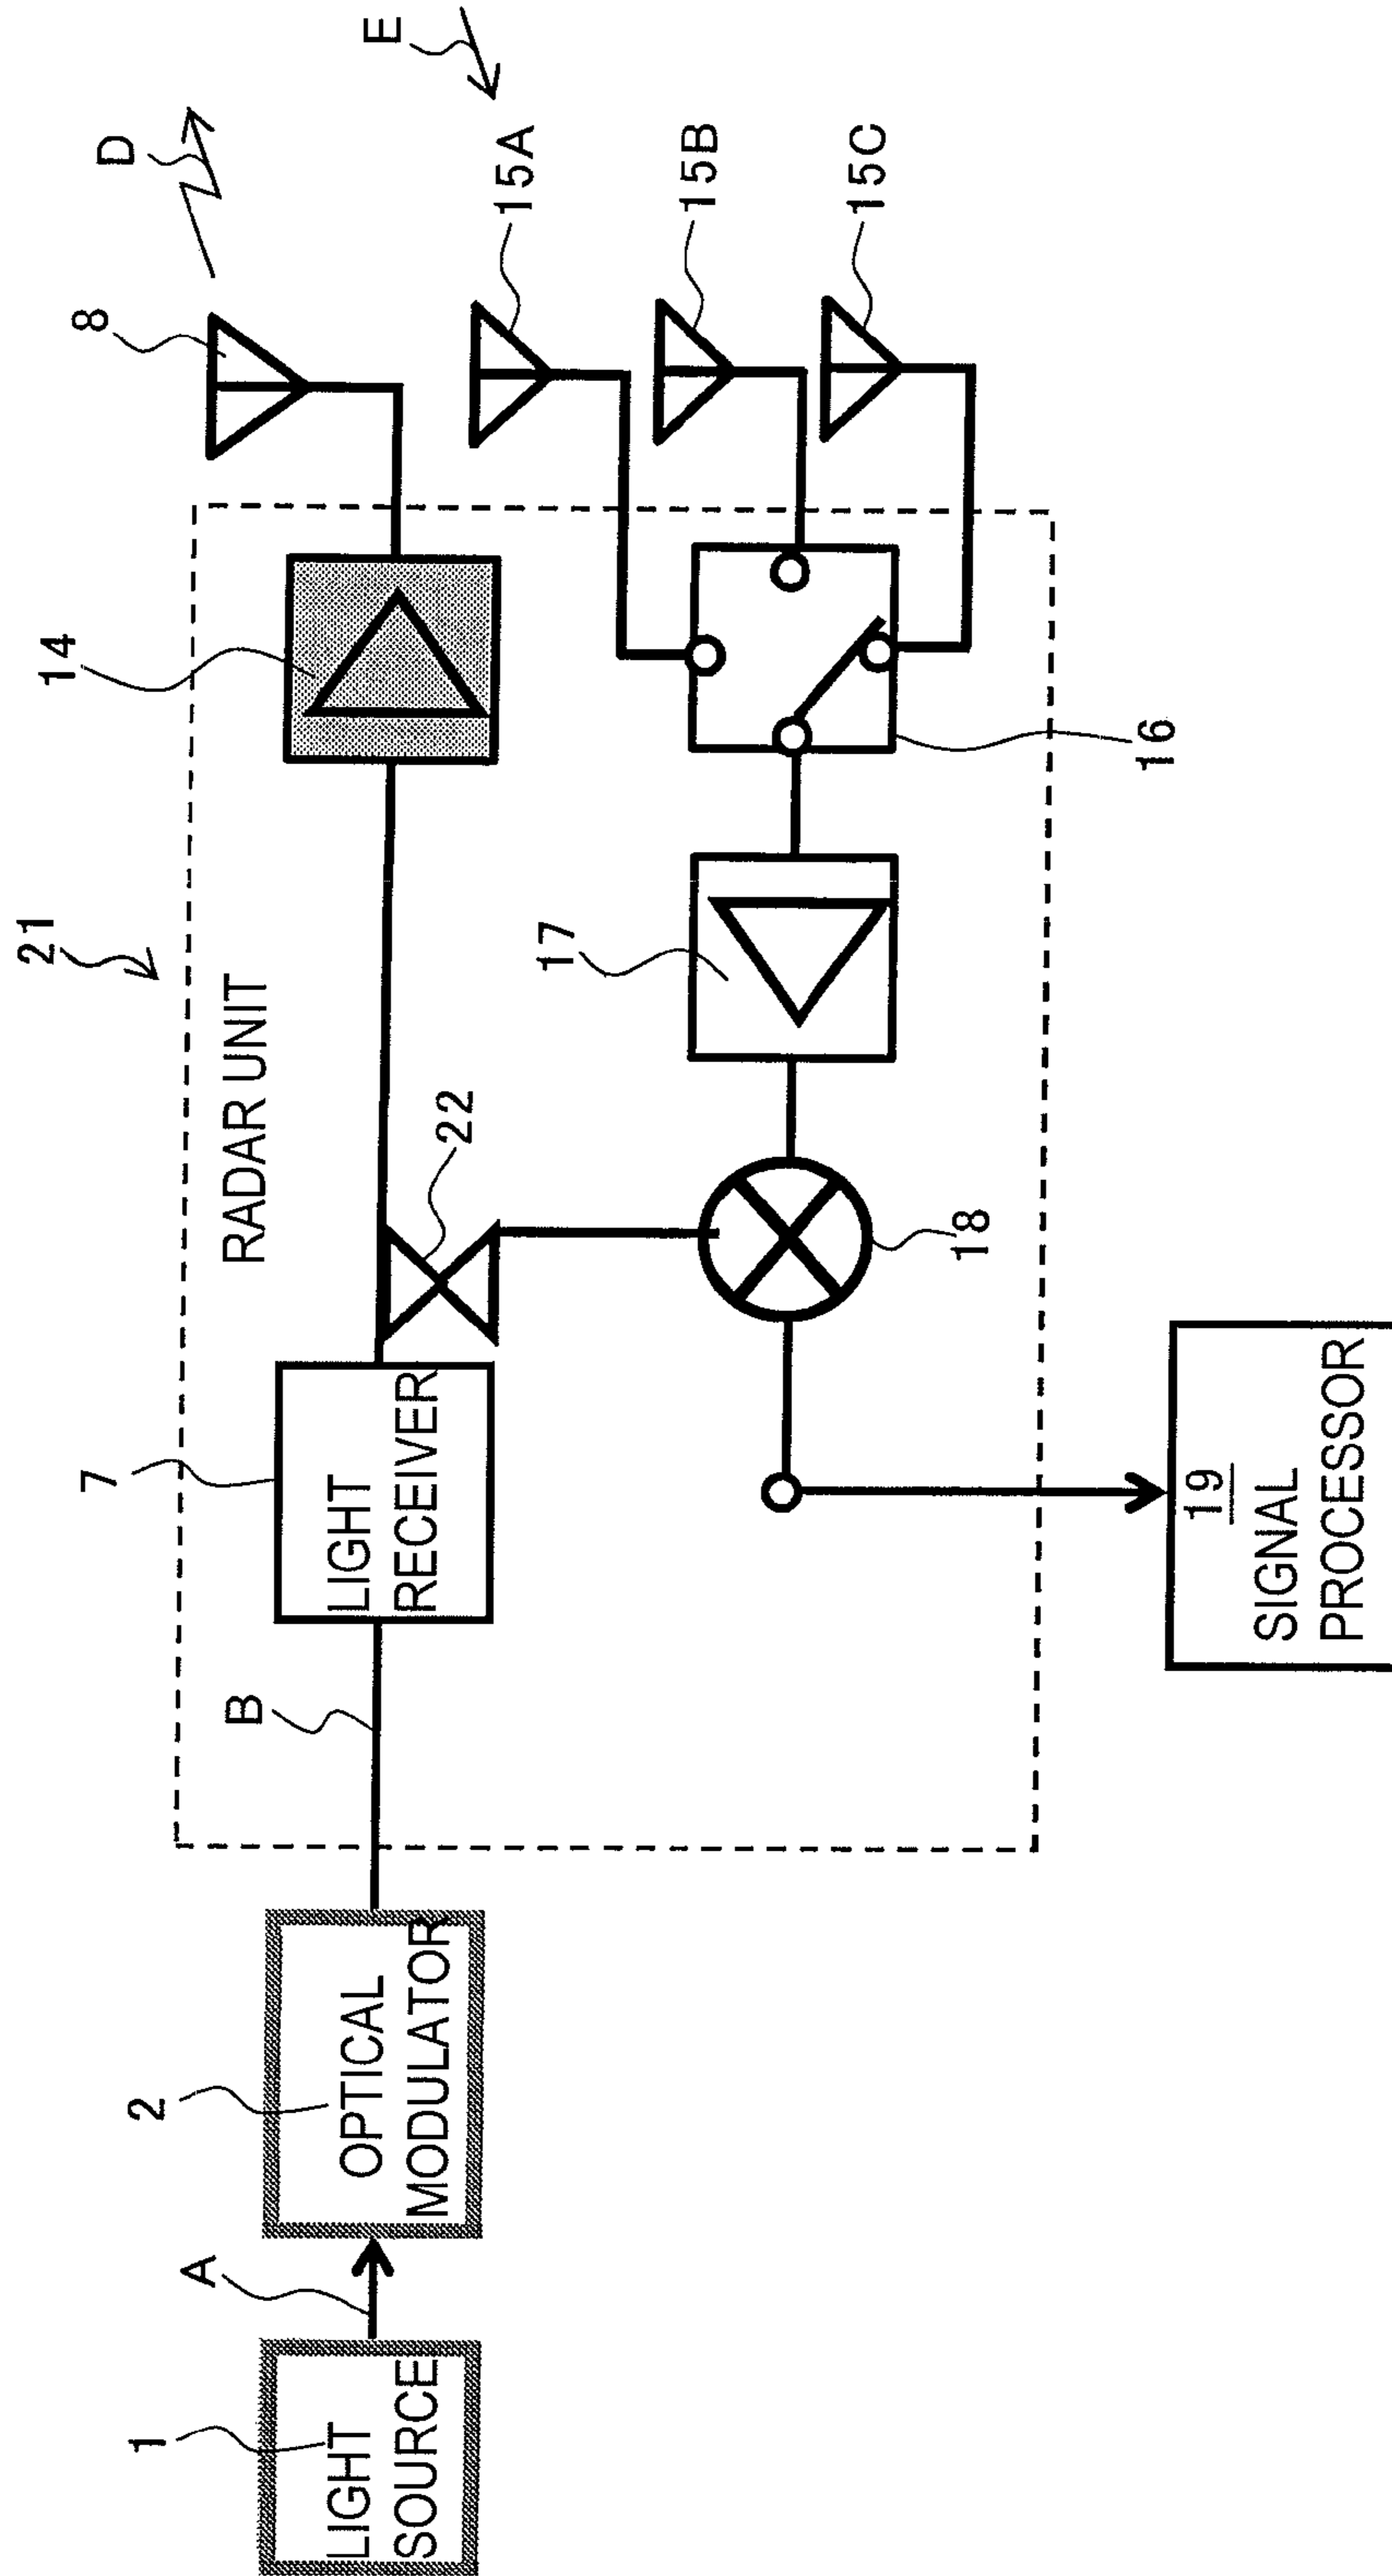 21
RADAR UNIT
1
LIGHT
SOURCE
A
2
OPTICAL
MODULATOR
B
7
LIGHT
RECEIVER
22
14
8
D
E
15A
15B
15C
16
17
18
19
SIGNAL
PROCESSOR